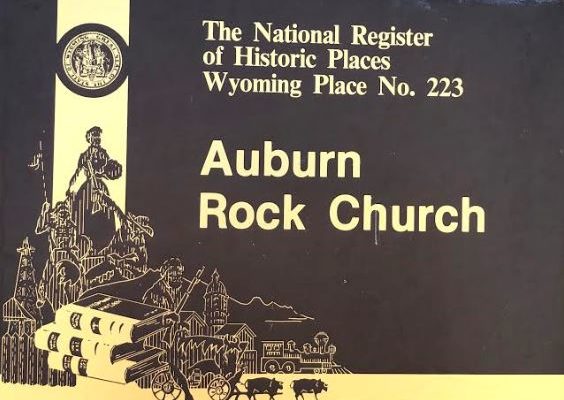 The National Register
of Historic Places
Wyoming Place No. 223
Auburn
Rock Church